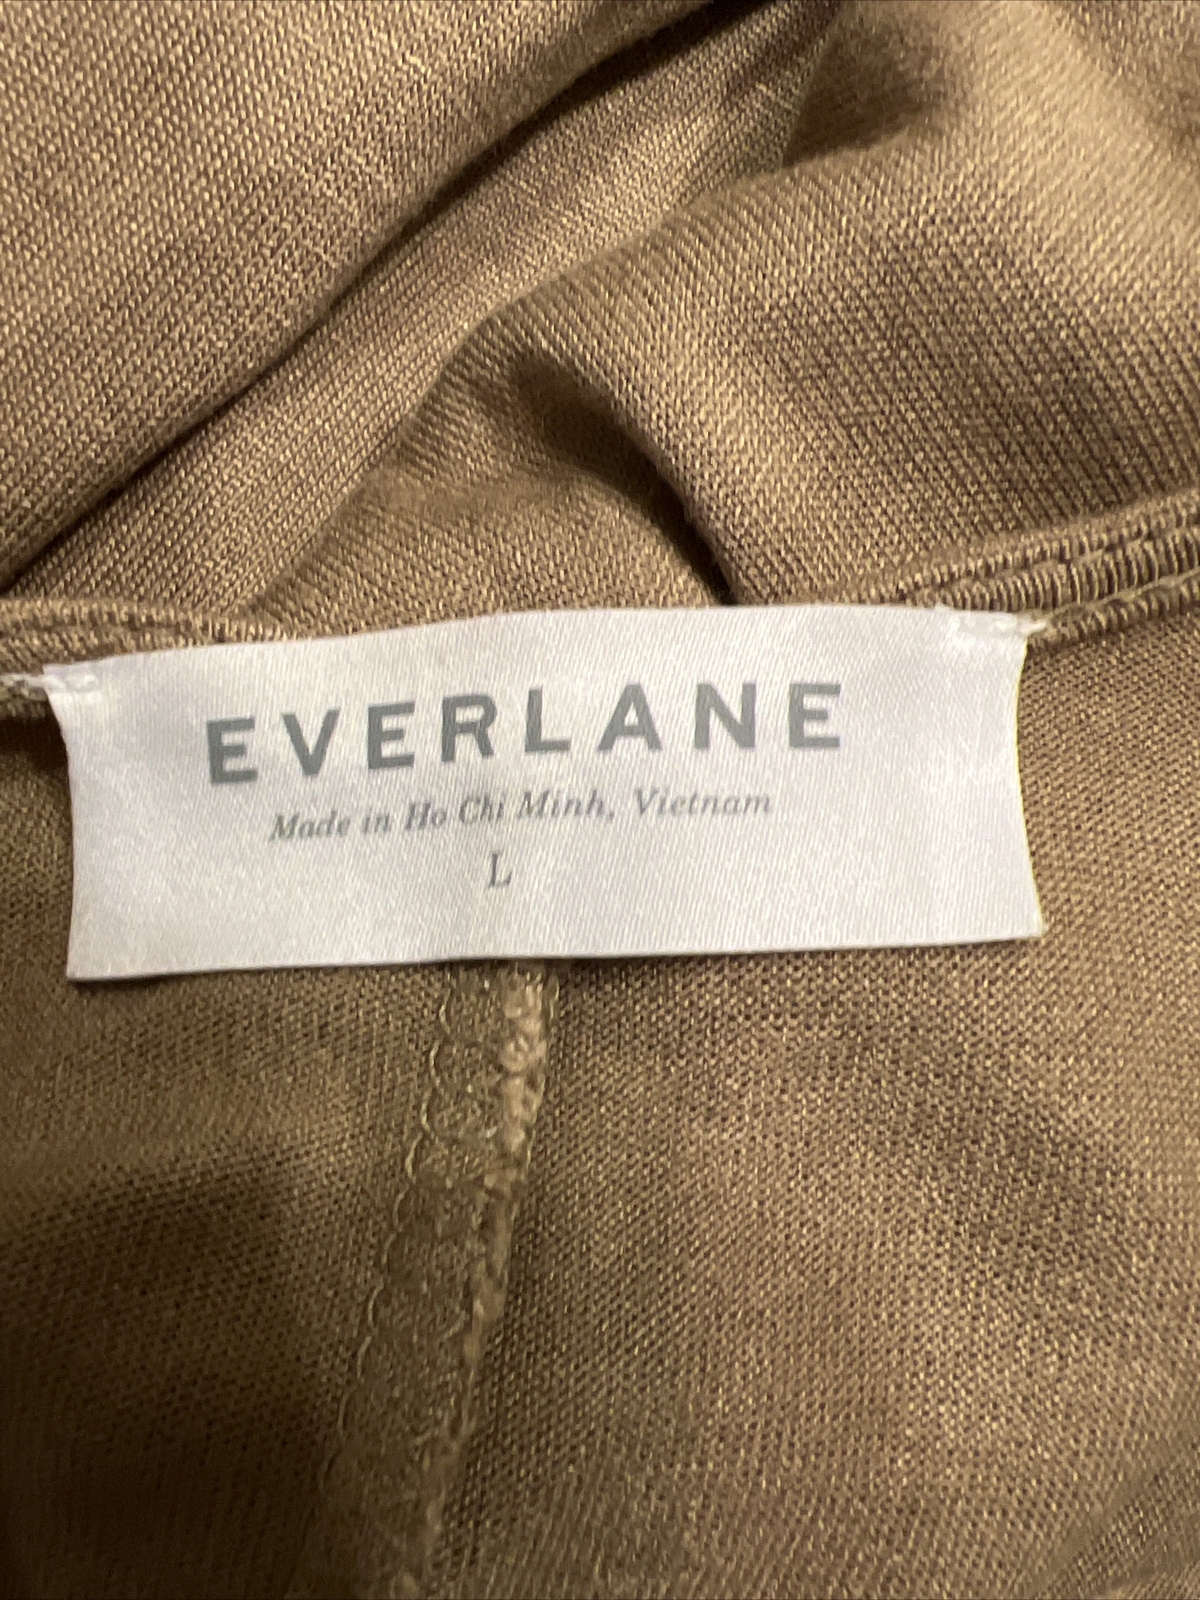 EVERLANE
Made in Ho Chi Minh, Vietnam
L